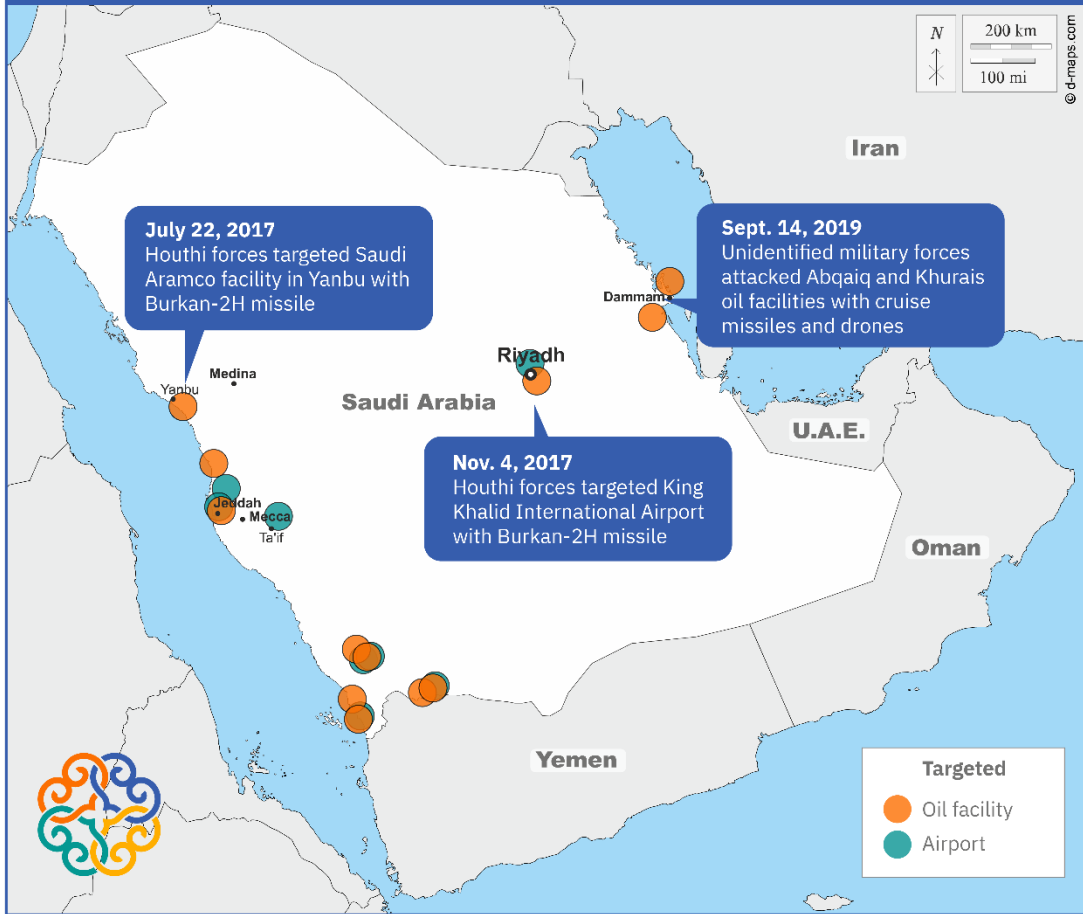 N
200 km
100 mi
© d-maps.com
Iran
July 22, 2017
Houthi forces targeted Saudi
Aramco facility in Yanbu with
Burkan-2H missile
Sept. 14, 2019
Unidentified military forces
attacked Abqaiq and Khurais
oil facilities with cruise
missiles and drones
Dammam
Riyadh
Medina
Yanbu
Saudi Arabia
U.A.E.
Nov. 4, 2017
Houthi forces targeted King
Khalid International Airport
with Burkan-2H missile
Jeddah
Mecca
Ta'if
Oman
Yemen
Targeted
Oil facility
Airport